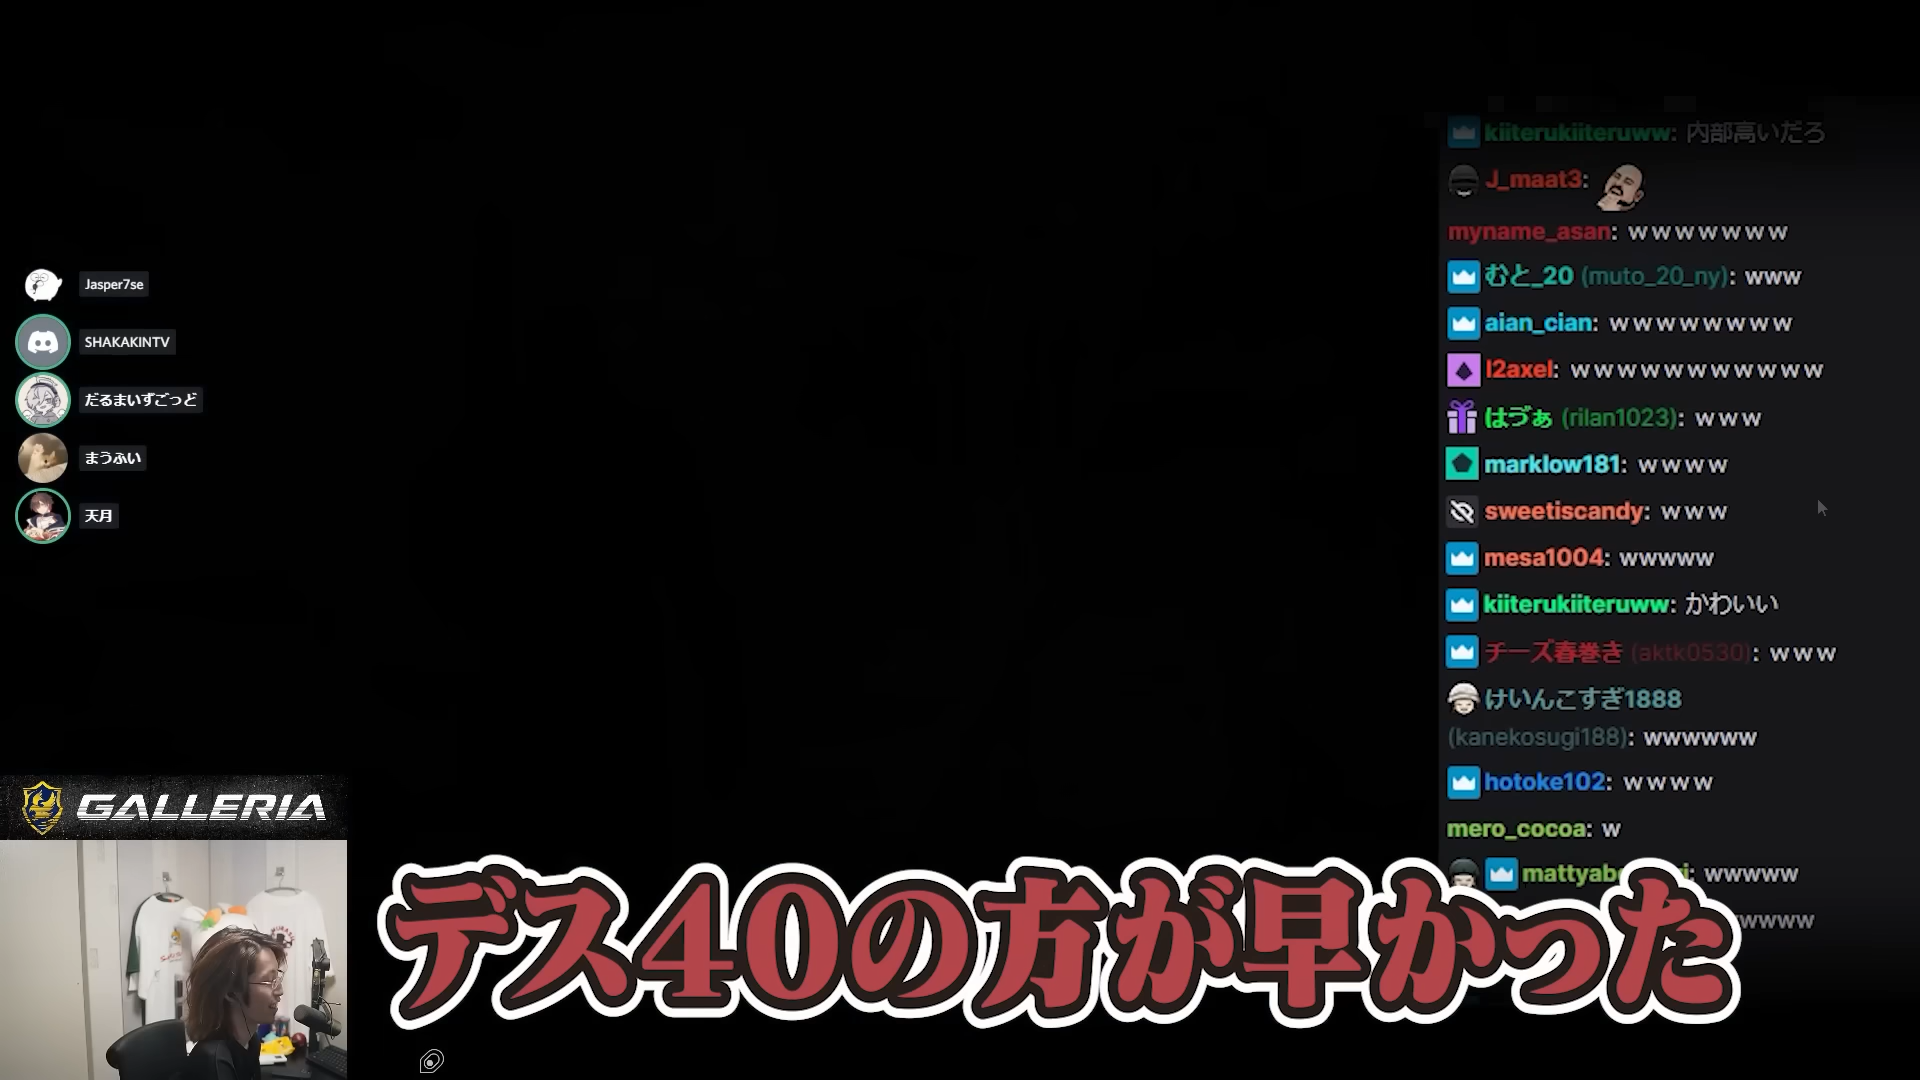 Jasper7se
SHAKAKINTV
だるまいずごっど
まうふい
天月
GALLERIA
kiiterukiiteruww: 内部高いだろ
J_maat3:
myname_asan: ｗｗｗｗｗｗｗ
むと_20 (muto_20_ny): www
aian_cian: ｗｗｗｗｗｗｗｗ
l2axel: ｗｗｗｗｗｗｗｗｗｗｗ
はづぁ (rilan1023): ｗｗｗ
marklow181: ｗｗｗｗ
sweetiscandy: ｗｗｗ
mesa1004: wwwww
kiiterukiiteruww: かわいい
チーズ春巻き (aktk0530): ｗｗｗ
けいんこすぎ1888
(kanekosugi188): wwwwww
hotoke102: ｗｗｗｗ
mero_cocoa: w
wwwww
デス40の方が早かった